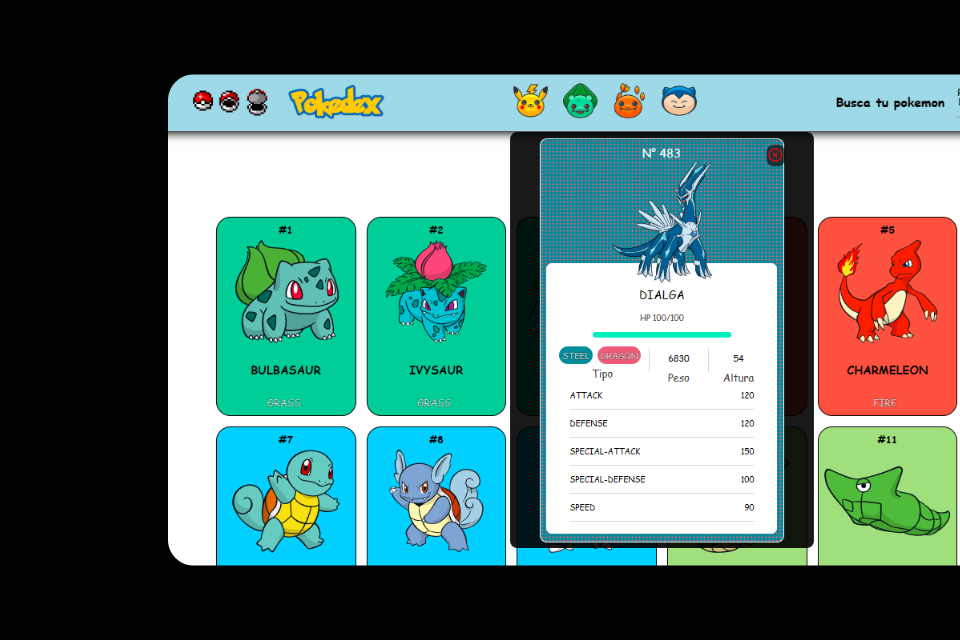 Pokedex
Busca tu pokemon
N° 483
#1
#2
#5
DIALGA
HP 100/100
STEEL
DRAGON
6830
54
Tipo
Peso
Altura
BULBASAUR
IVYSAUR
CHARMELEON
ATTACK 120
GRASS
GRASS
FIRE
DEFENSE 120
#7
#8
#11
SPECIAL-ATTACK 150
SPECIAL-DEFENSE 100
SPEED 90